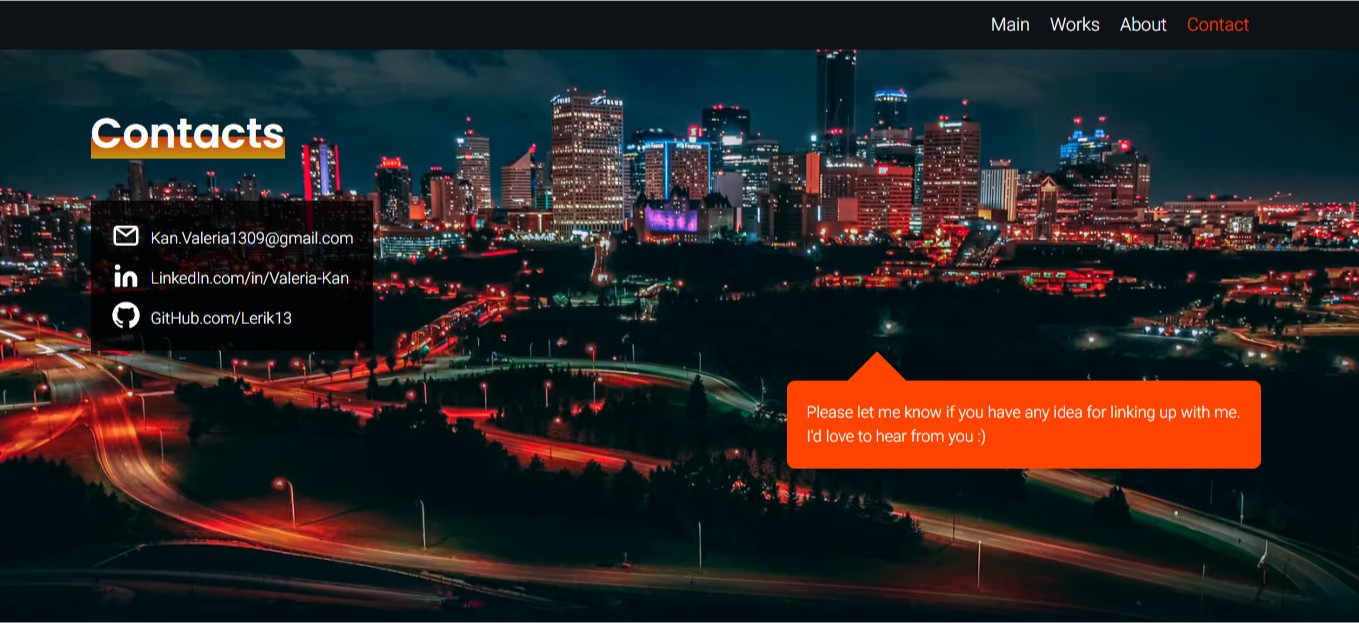 Main Works About Contact
Contacts
Kan.Valeria1309@gmail.com
LinkedIn.com/in/Valeria-Kan
GitHub.com/Lerik13
Please let me know if you have any idea for linking up with me.
I'd love to hear from you :)
TELUS